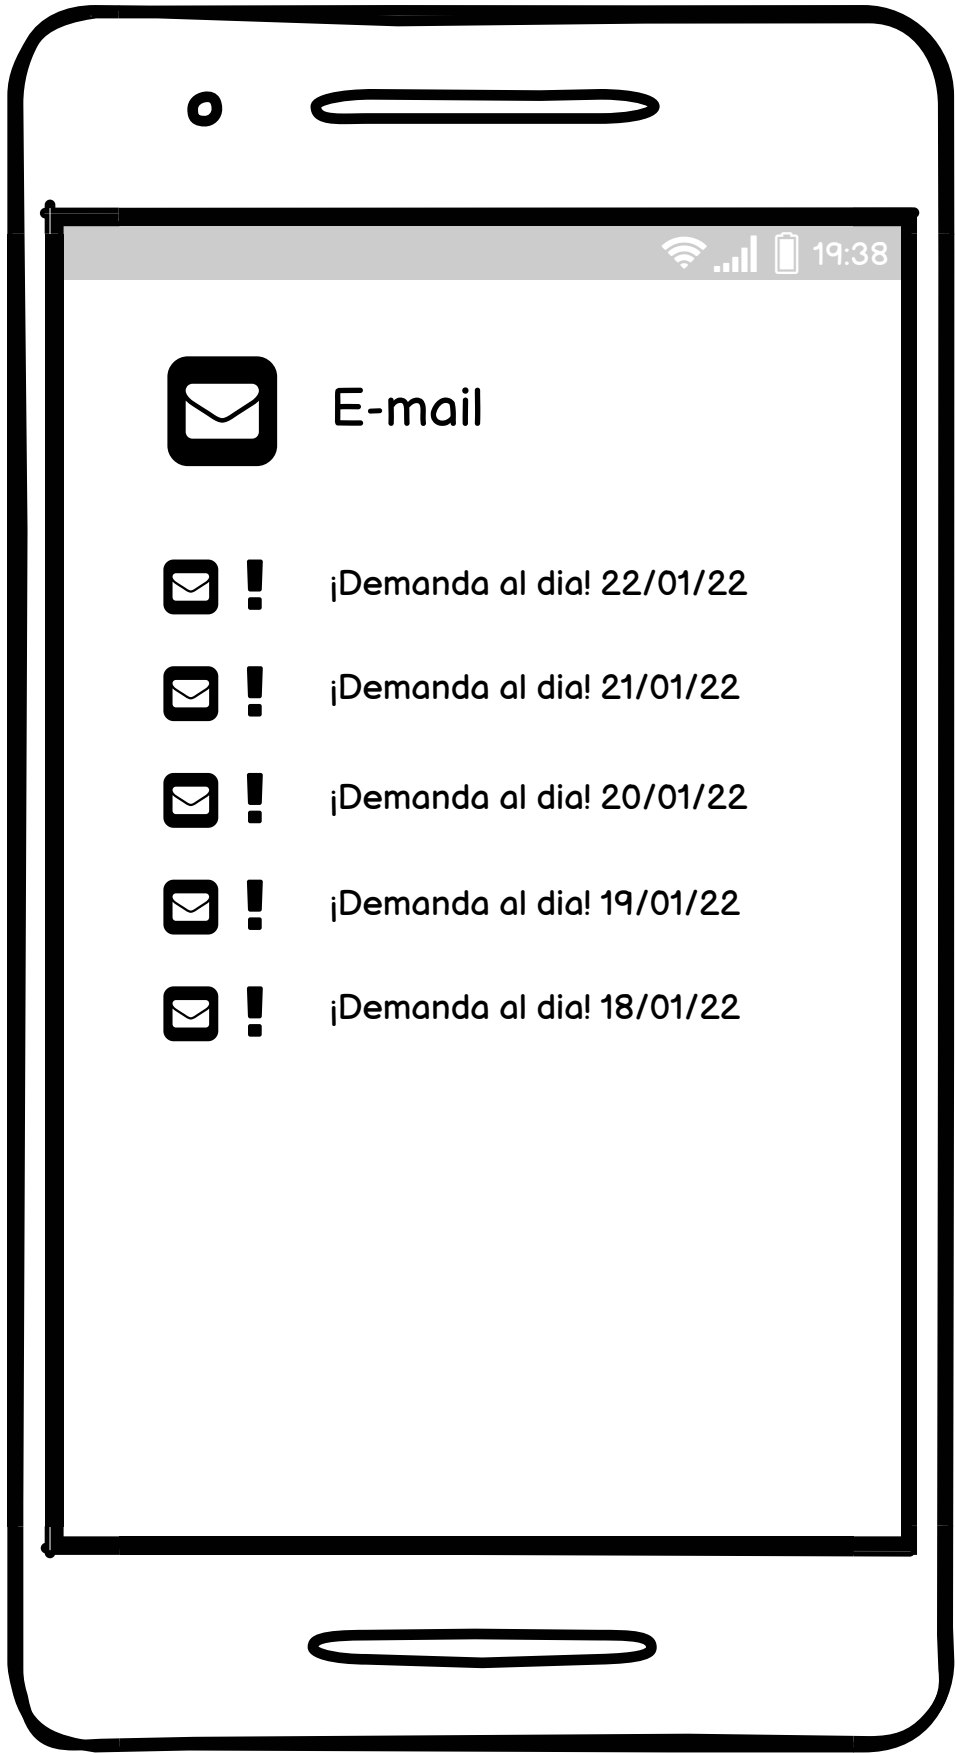 19:38
E-mail
¡Demanda al dia! 22/01/22
¡Demanda al dia! 21/01/22
¡Demanda al dia! 20/01/22
¡Demanda al dia! 19/01/22
¡Demanda al dia! 18/01/22